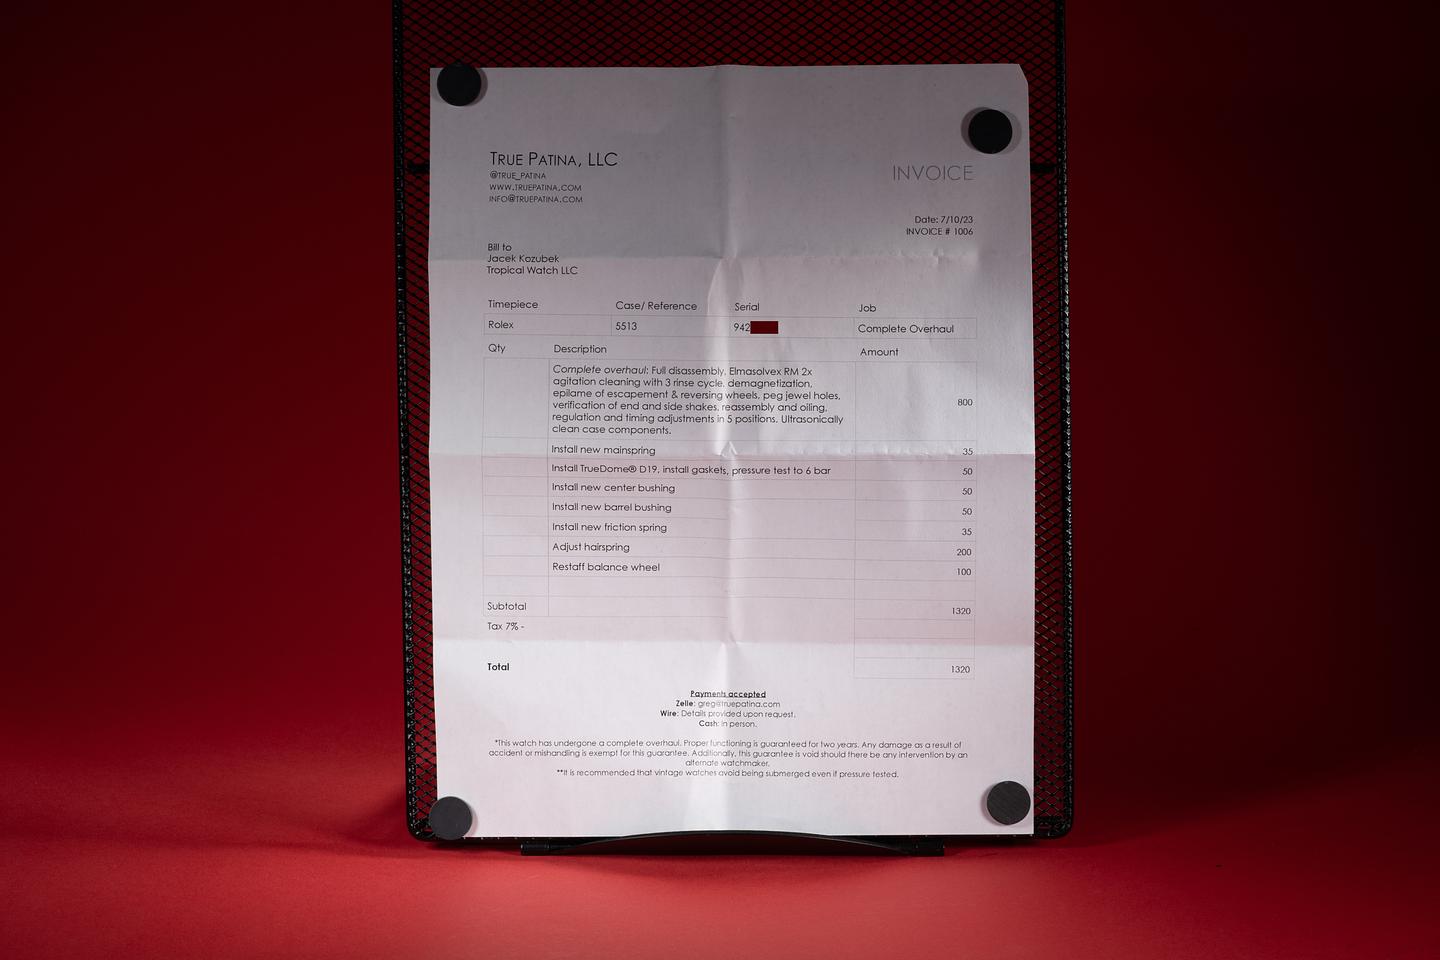 TRUE PATINA, LLC
@TRUE_PATINA
WWW.TRUEPATINA.COM
INFO@TRUEPATINA.COM
INVOICE
Date: 7/10/23
INVOICE # 1006
Bill to
Jacek Kozubek
Tropical Watch LLC
Timepiece Case/ Reference Serial Job
Rolex 5513 942 Complete Overhaul
Qty Description Amount
Complete overhaul: Full disassembly, Elmasolvex RM 2x
agitation cleaning with 3 rinse cycle, demagnetization,
epilame of escapement & reversing wheels, peg jewel holes,
verification of end and side shakes, reassembly and oiling,
regulation and timing adjustments in 5 positions. Ultrasonically
clean case components.
800
Install new mainspring 35
Install TrueDome® D19, install gaskets, pressure test to 6 bar 50
Install new center bushing 50
Install new barrel bushing 50
Install new friction spring 35
Adjust hairspring 200
Restaff balance wheel 100
Subtotal 1320
Tax 7% -
Total 1320
Payments accepted
Zelle: greg@truepatina.com
Wire: Details provided upon request.
Cash: In person.
*This watch has undergone a complete overhaul. Proper functioning is guaranteed for two years. Any damage as a result of
accident or mishandling is exempt for this guarantee. Additionally, this guarantee is void should there be any intervention by an
alternate watchmaker.
**It is recommended that vintage watches avoid being submerged even if pressure tested.